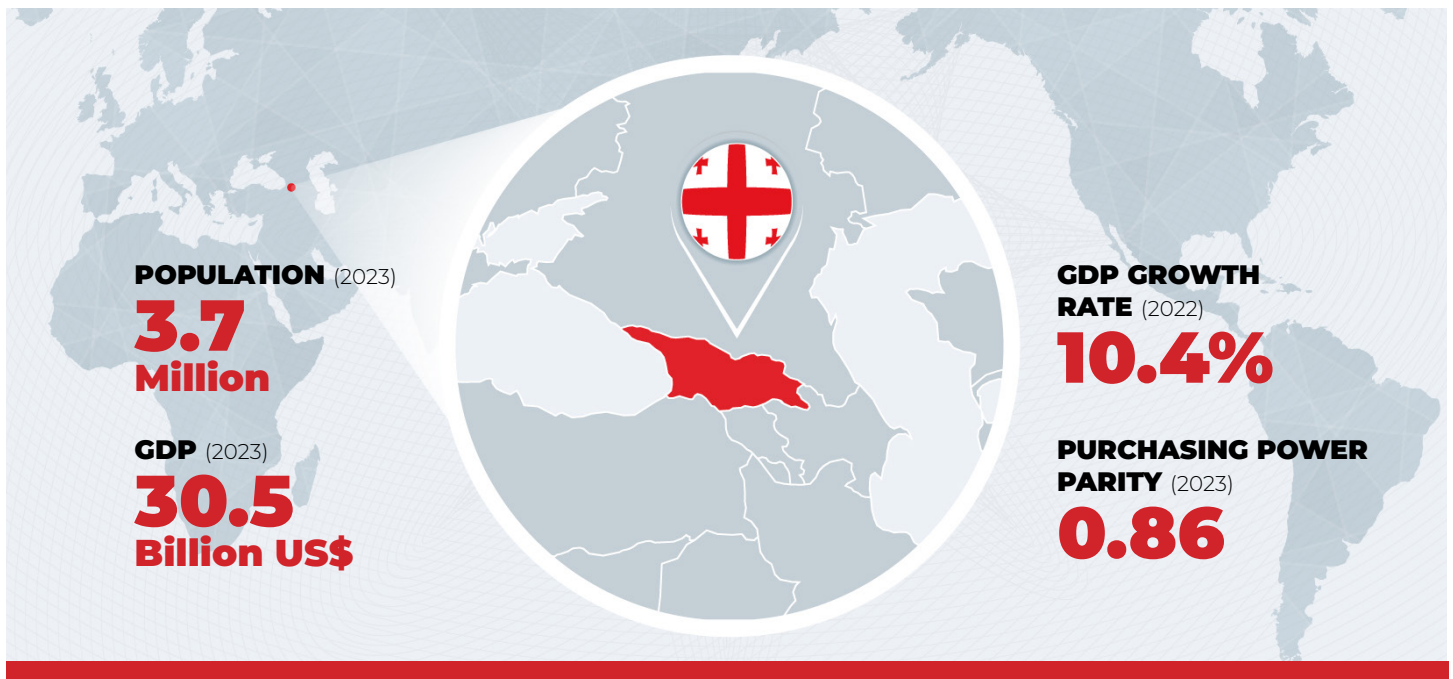 POPULATION (2023)
3.7
Million
GDP (2023)
30.5
Billion US$
GDP GROWTH
RATE (2022)
10.4%
PURCHASING POWER
PARITY (2023)
0.86